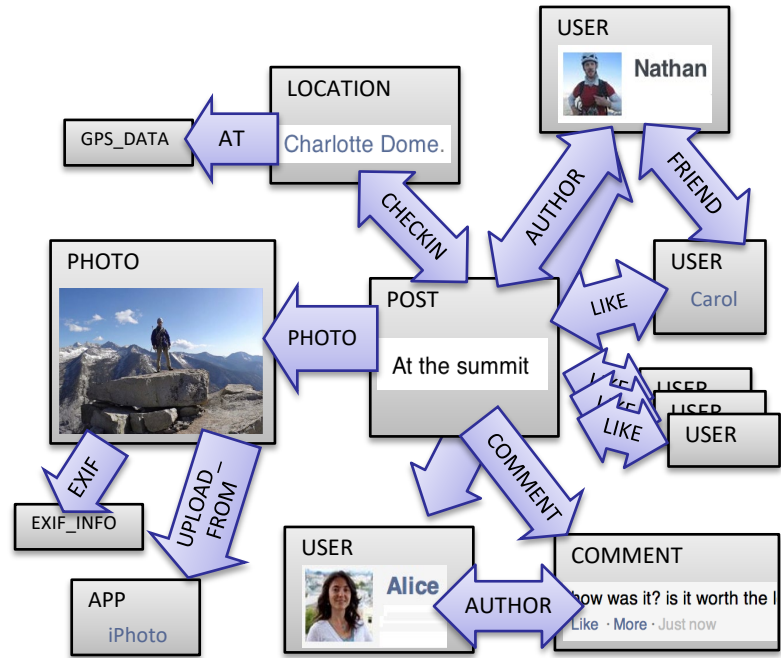 USER
Nathan
LOCATION
Charlotte Dome.
GPS_DATA
AT
CHECKIN
AUTHOR
FRIEND
PHOTO
PHOTO
POST
At the summit
LIKE
USER
Carol
LIKE
USER
LIKE
USER
LIKE
USER
COMMENT
EXIF
EXIF_INFO
UPLOAD_
FROM
APP
iPhoto
USER
Alice
AUTHOR
COMMENT
how was it? is it worth the
Like · More · Just now